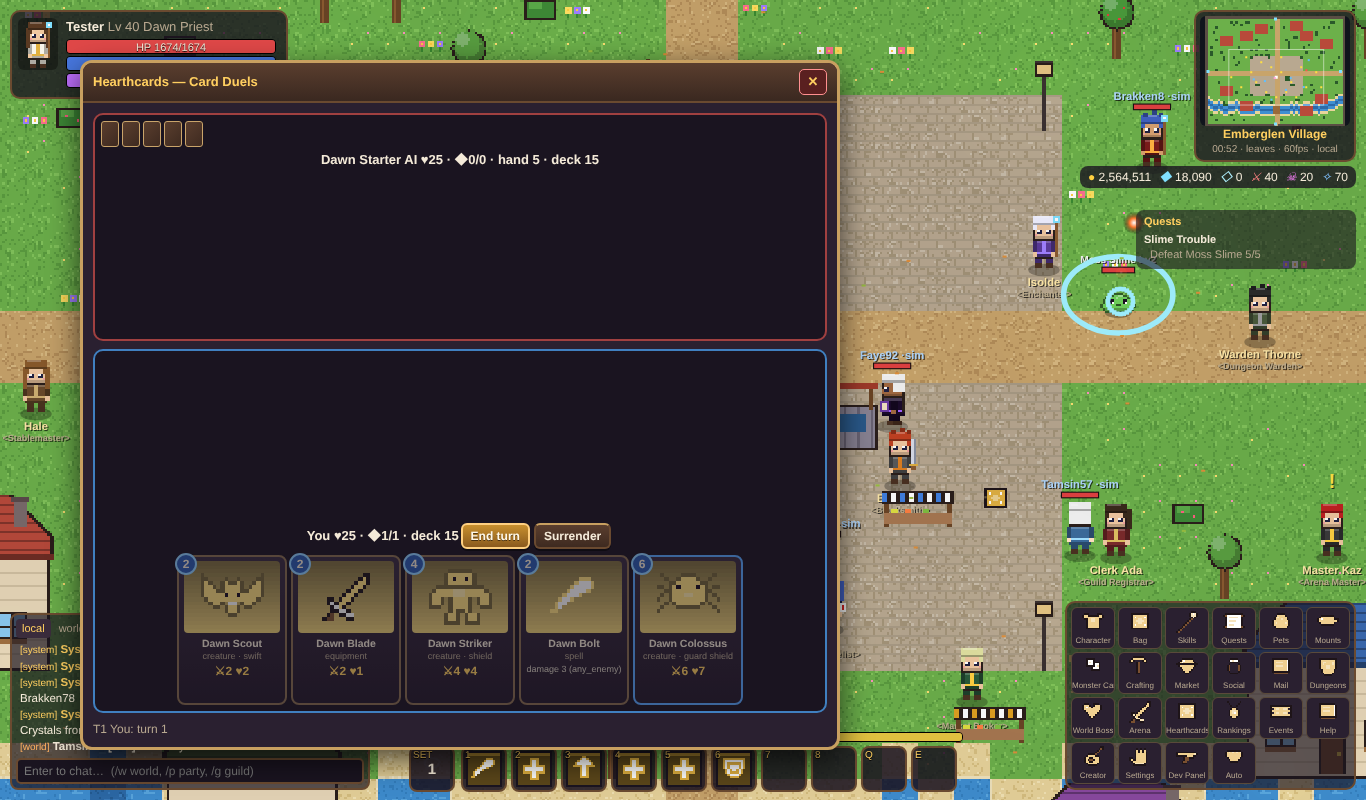 Tester Lv 40 Dawn Priest
HP 1674/1674
Hearthcards — Card Duels
✕
Dawn Starter AI ♥25 · ◆0/0 · hand 5 · deck 15
You ♥25 · ◆1/1 · deck 15
End turn
Surrender
2
Dawn Scout
creature · swift
⚔2 ♥2
2
Dawn Blade
equipment
⚔2 ♥1
4
Dawn Striker
creature · shield
⚔4 ♥4
2
Dawn Bolt
spell
damage 3 (any_enemy)
6
Dawn Colossus
creature · guard shield
⚔6 ♥7
T1 You: turn 1
Brakken8 ·sim
Emberglen Village
00:52 · leaves · 60fps · local
2,564,511 18,090 0 40 20 70
Quests
Slime Trouble
Defeat Moss Slime 5/5
Isolde
Warden Thorne
<Dungeon Warden>
Faye92 ·sim
Hale
<Stablemaster>
Tamsin57 ·sim
!
Clerk Ada
<Guild Registrar>
Master Kaz
<Arena Master>
·sim
local
[system]
[system]
[system]
Brakken78
[system]
[world]
Enter to chat… (/w world, /p party, /g guild)
SET
1
1
2
3
4
5
6
7
8
Q
E
Character
Bag
Skills
Quests
Pets
Mounts
Monster Ca
Crafting
Market
Social
Mail
Dungeons
World Boss
Arena
Hearthcards
Rankings
Events
Help
Creator
Settings
Dev Panel
Auto